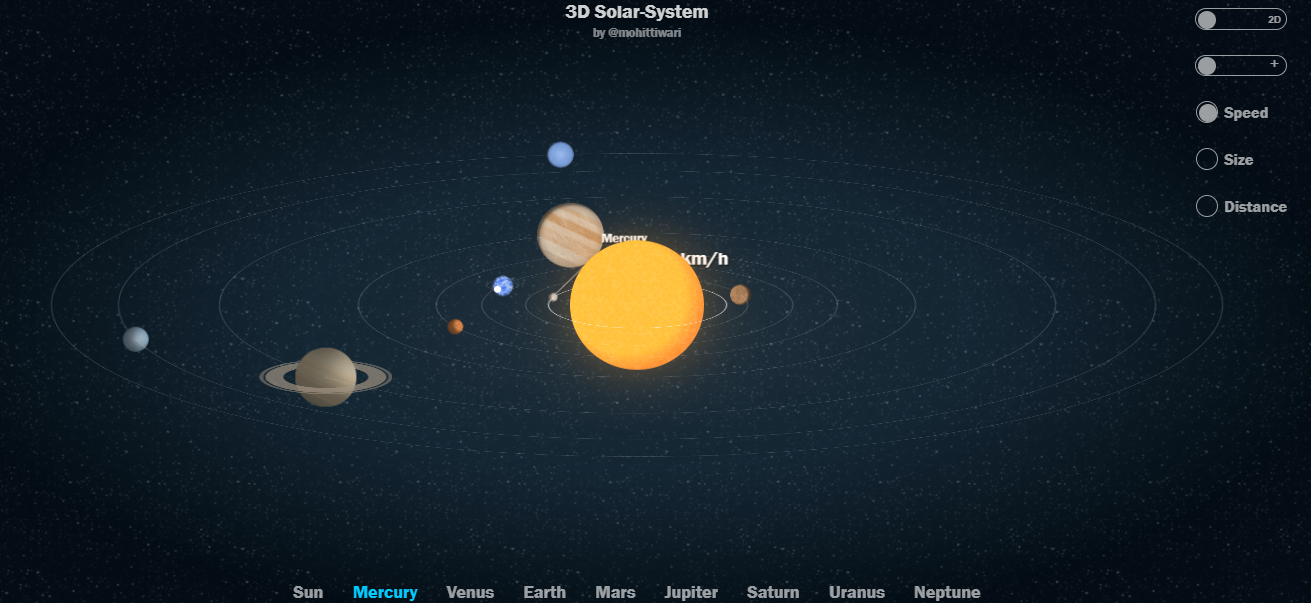 3D Solar-System
by @mohittiwari
2D
+
Speed
Size
Distance
Mercury
km/h
Sun Mercury Venus Earth Mars Jupiter Saturn Uranus Neptune